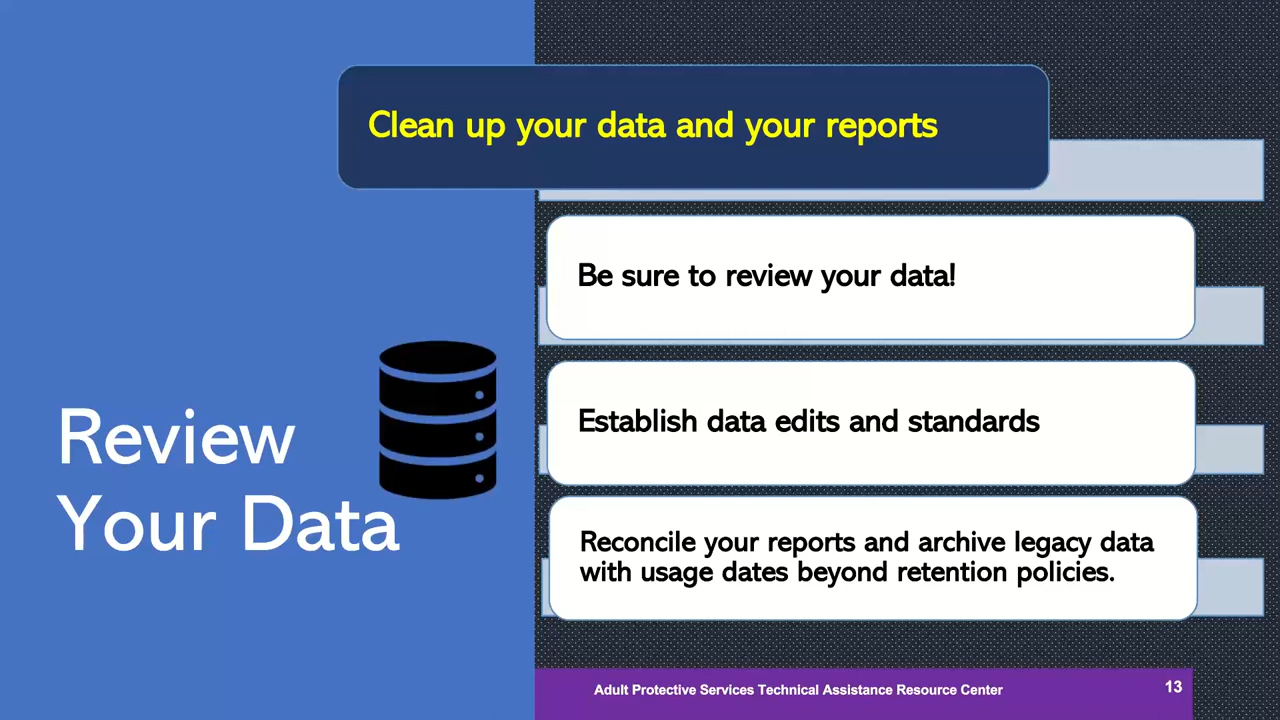 Clean up your data and your reports
Be sure to review your data!
Review
Your Data
Establish data edits and standards
Reconcile your reports and archive legacy data
with usage dates beyond retention policies.
Adult Protective Services Technical Assistance Resource Center
13